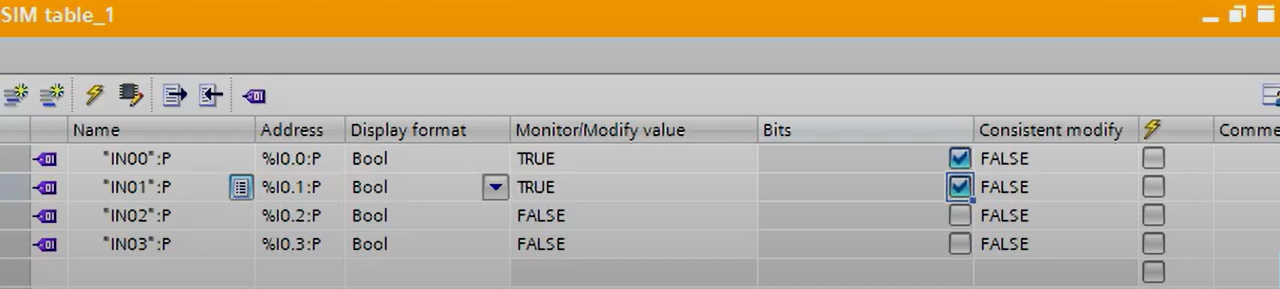 SIM table_1
Name Address Display format Monitor/Modify value Bits Consistent modify Comme
"IN00":P %I0.0:P Bool TRUE FALSE
"IN01":P %I0.1:P Bool TRUE FALSE
"IN02":P %I0.2:P Bool FALSE FALSE
"IN03":P %I0.3:P Bool FALSE FALSE